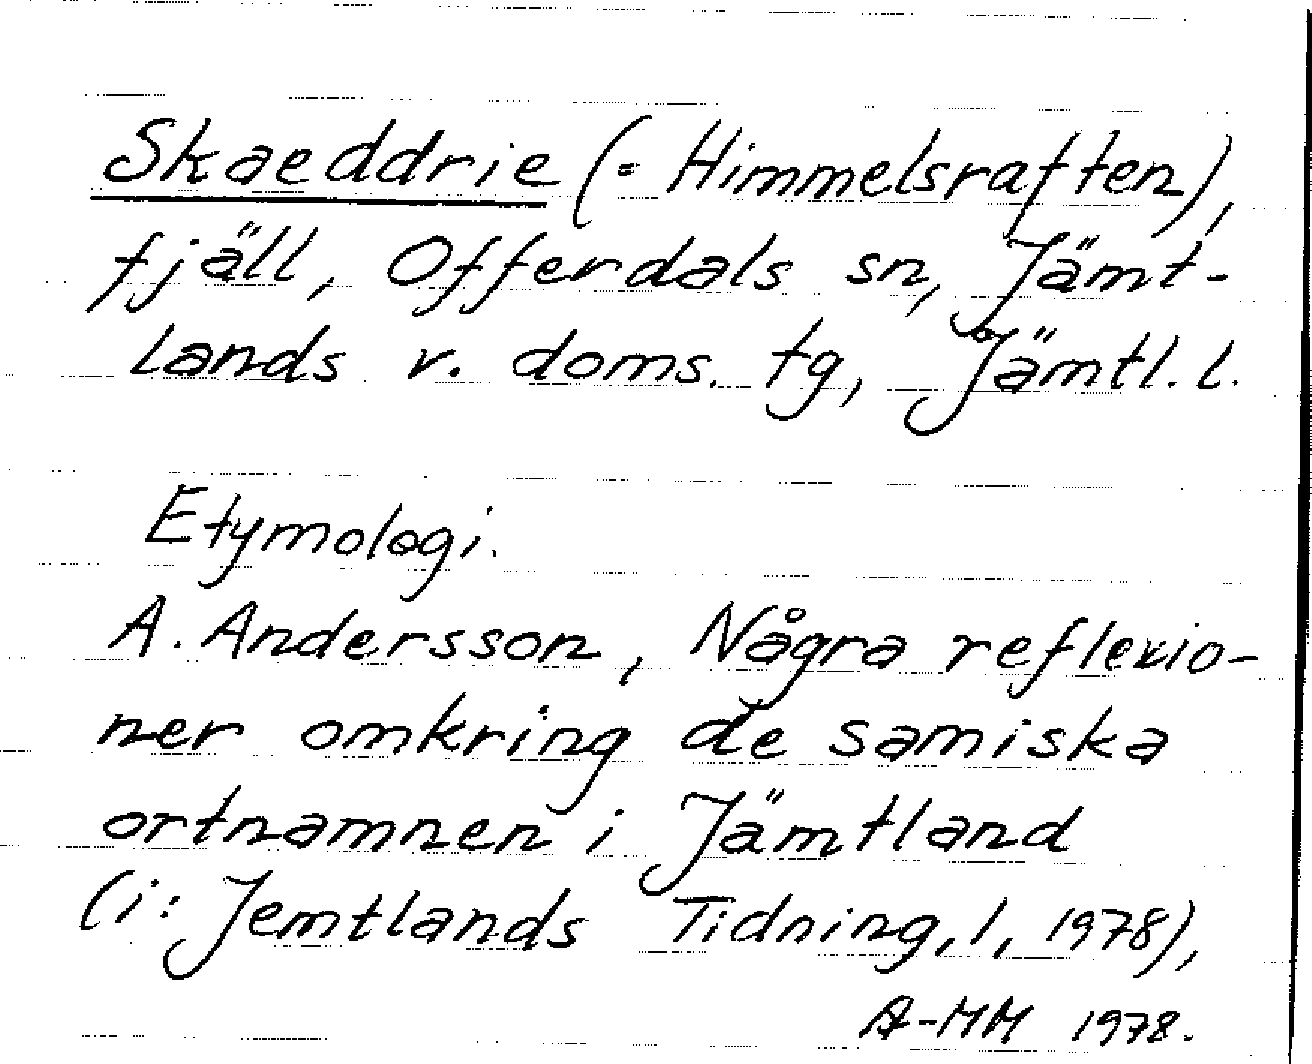 Skaeddrie (= Himmelsraften),
fjäll, Offerdals sn, Jämt-
lands v. doms. tg, Jämtl. l.
Etymologi.
A. Andersson, Några reflexio-
ner omkring de samiska
ortnamnen i Jämtland
(i: Jemtlands Tidning, 1, 1978),
A-MM 1978.